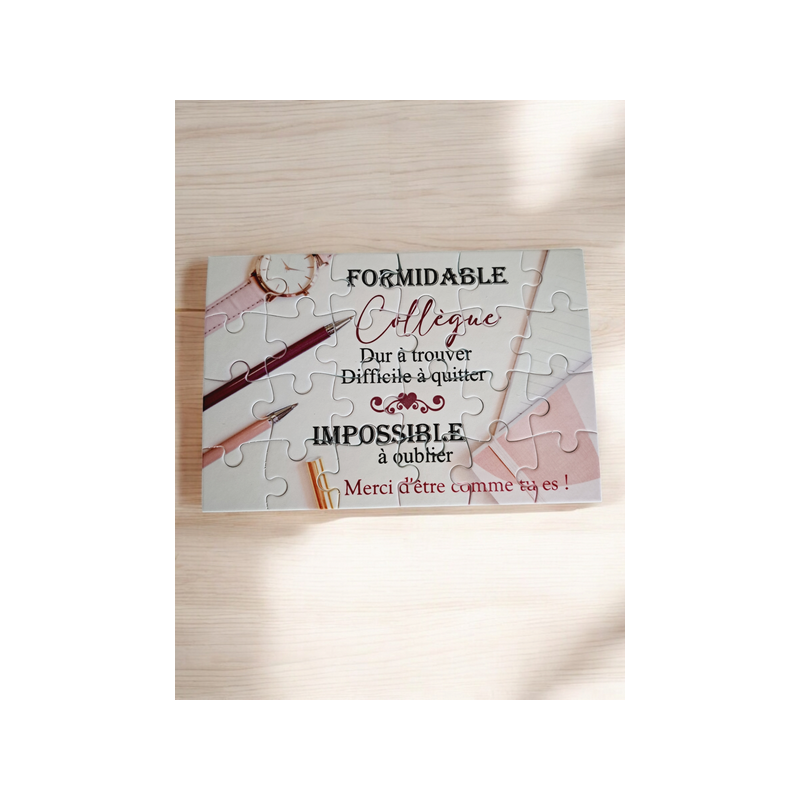 FORMIDABLE
Collègue
Dur à trouver
Difficile à quitter
IMPOSSIBLE
à oublier
Merci d'être comme tu es !